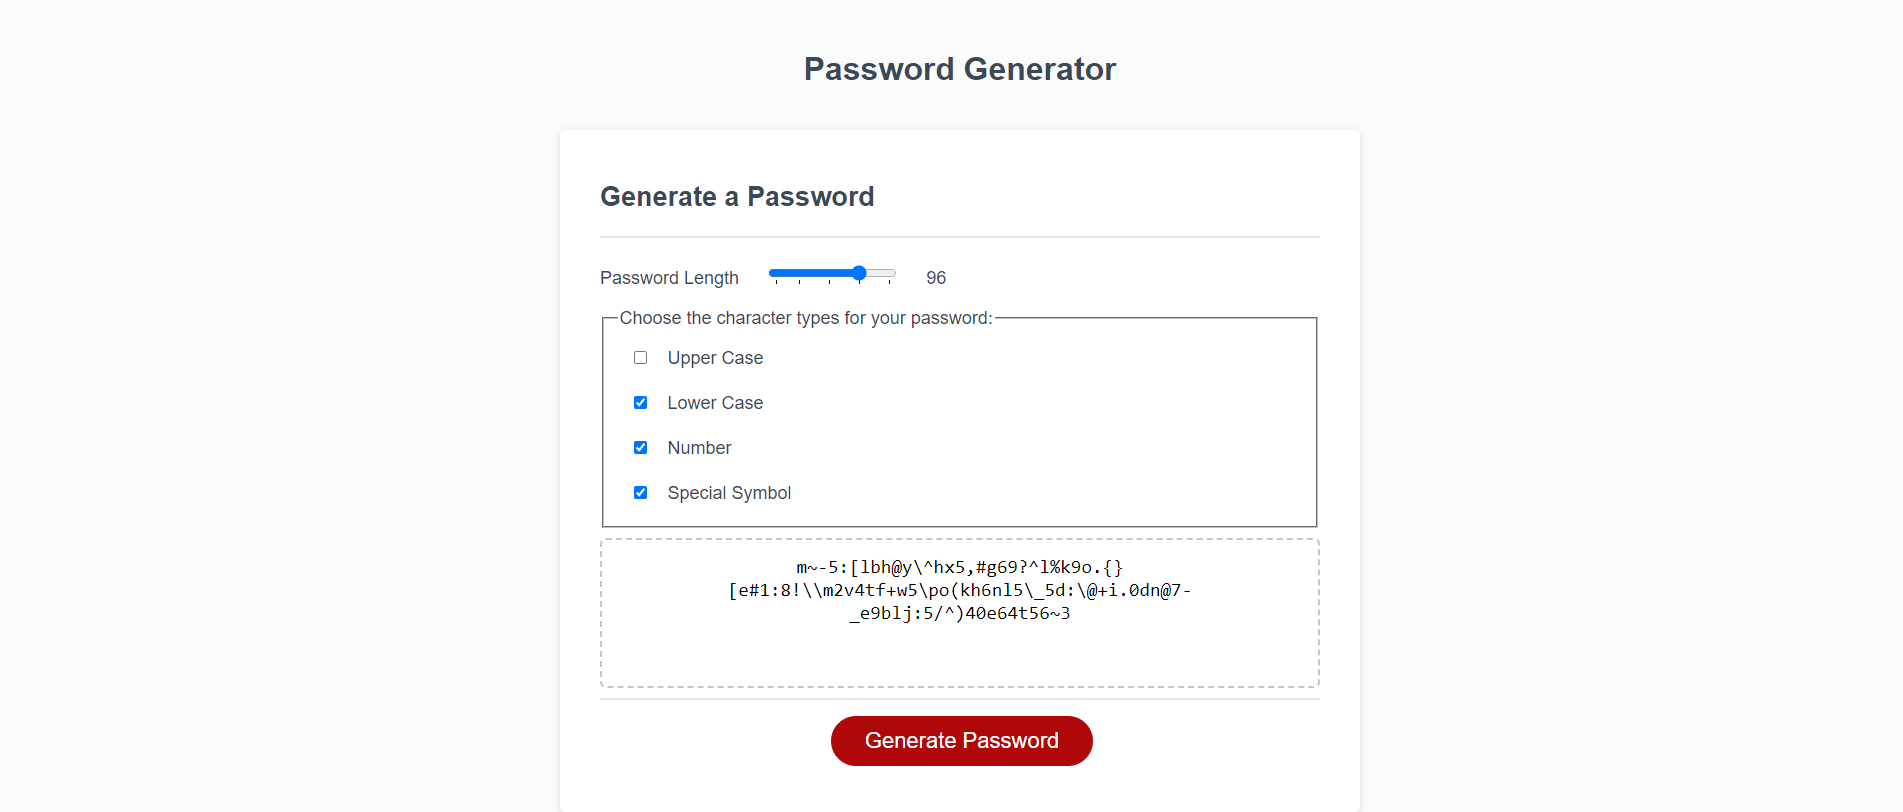 Password Generator
Generate a Password
Password Length 96
Choose the character types for your password:
Upper Case
Lower Case
Number
Special Symbol
m~-5:[lbh@y\^hx5,#g69?^l%k9o.{}
[e#1:8!\\m2v4tf+w5\po(kh6nl5\_5d:\@+i.0dn@7-
_e9blj:5/^)40e64t56~3
Generate Password